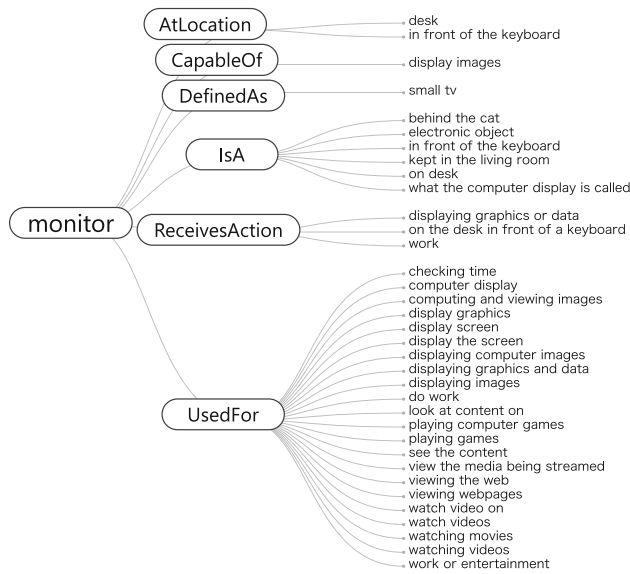 monitor
AtLocation
desk
in front of the keyboard
CapableOf
display images
DefinedAs
small tv
IsA
behind the cat
electronic object
in front of the keyboard
kept in the living room
on desk
what the computer display is called
ReceivesAction
displaying graphics or data
on the desk in front of a keyboard
work
UsedFor
checking time
computer display
computing and viewing images
display graphics
display screen
display the screen
displaying computer images
displaying graphics and data
displaying images
do work
look at content on
playing computer games
playing games
see the content
view the media being streamed
viewing the web
viewing webpages
watch video on
watch videos
watching movies
watching videos
work or entertainment